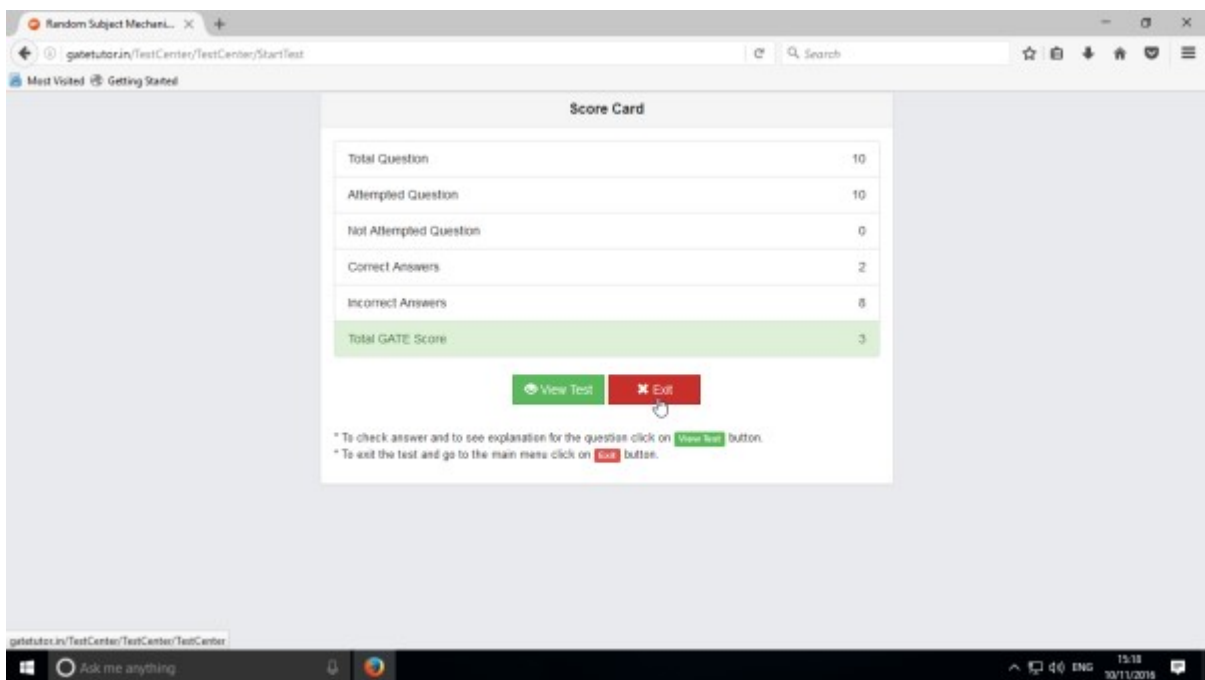 Random Subject Mechani...
gatetutor.in/TestCenter/TestCenter/StartTest
Search
Most Visited Getting Started
Score Card
Total Question 10
Attempted Question 10
Not Attempted Question 0
Correct Answers 2
Incorrect Answers 8
Total GATE Score 3
View Test Exit
* To check answer and to see explanation for the question click on View Test button.
* To exit the test and go to the main menu click on Exit button.
gatetutor.in/TestCenter/TestCenter/TestCenter
Ask me anything
ENG
15:18
10/11/2016